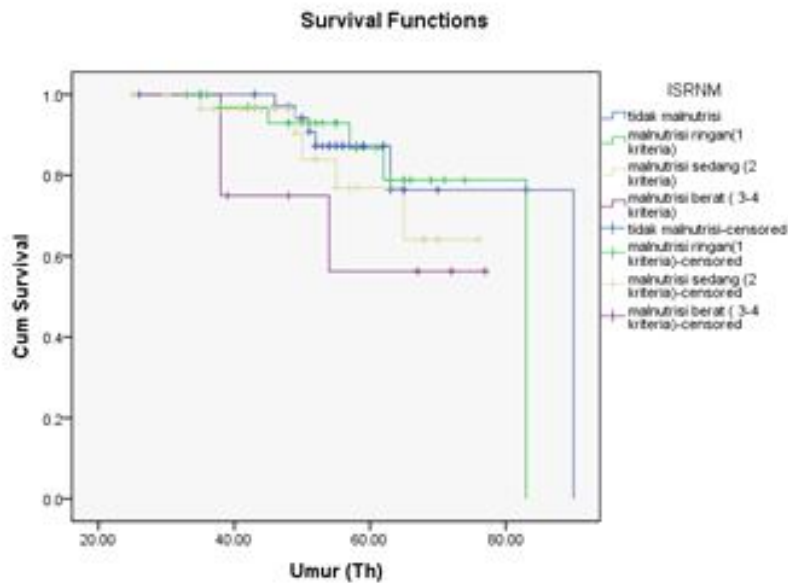 Survival Functions
ISRNM
tidak malnutrisi
malnutrisi ringan(1
kriteria)
malnutrisi sedang (2
kriteria)
malnutrisi berat ( 3-4
kriteria)
tidak malnutrisi-censored
malnutrisi ringan(1
kriteria)-censored
malnutrisi sedang (2
kriteria)-censored
malnutrisi berat ( 3-4
kriteria)-censored
Cum Survival
1.0
0.8
0.6
0.4
0.2
0.0
20.00 40.00 60.00 80.00
Umur (Th)